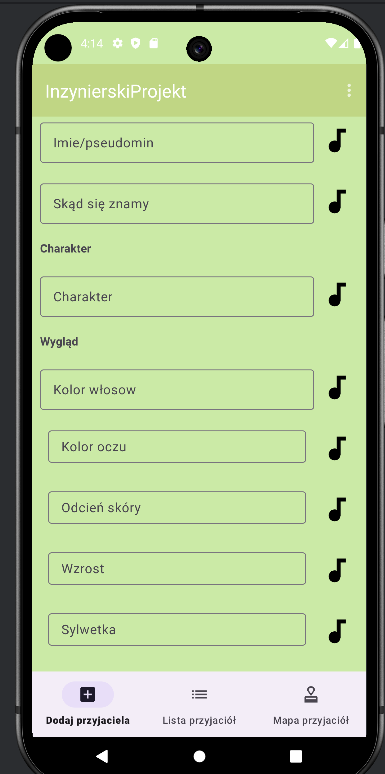 4:14
InzynierskiProjekt
Imie/pseudomin
Skąd się znamy
Charakter
Charakter
Wygląd
Kolor włosow
Kolor oczu
Odcień skóry
Wzrost
Sylwetka
Dodaj przyjaciela Lista przyjaciół Mapa przyjaciół